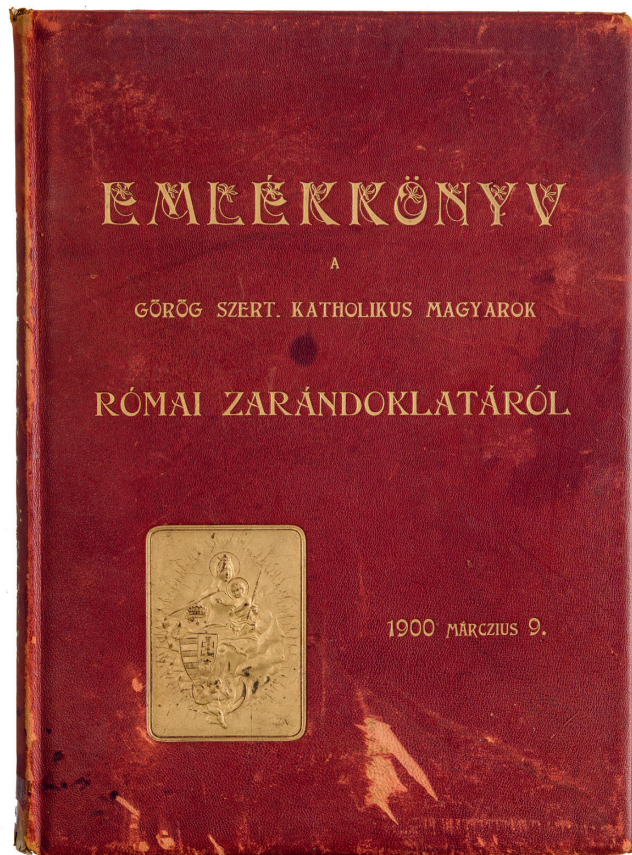 EMLÉKKÖNYV
A
GÖRÖG SZERT. KATHOLIKUS MAGYAROK
RÓMAI ZARÁNDOKLATÁRÓL
1900 MÁRCZIUS 9.